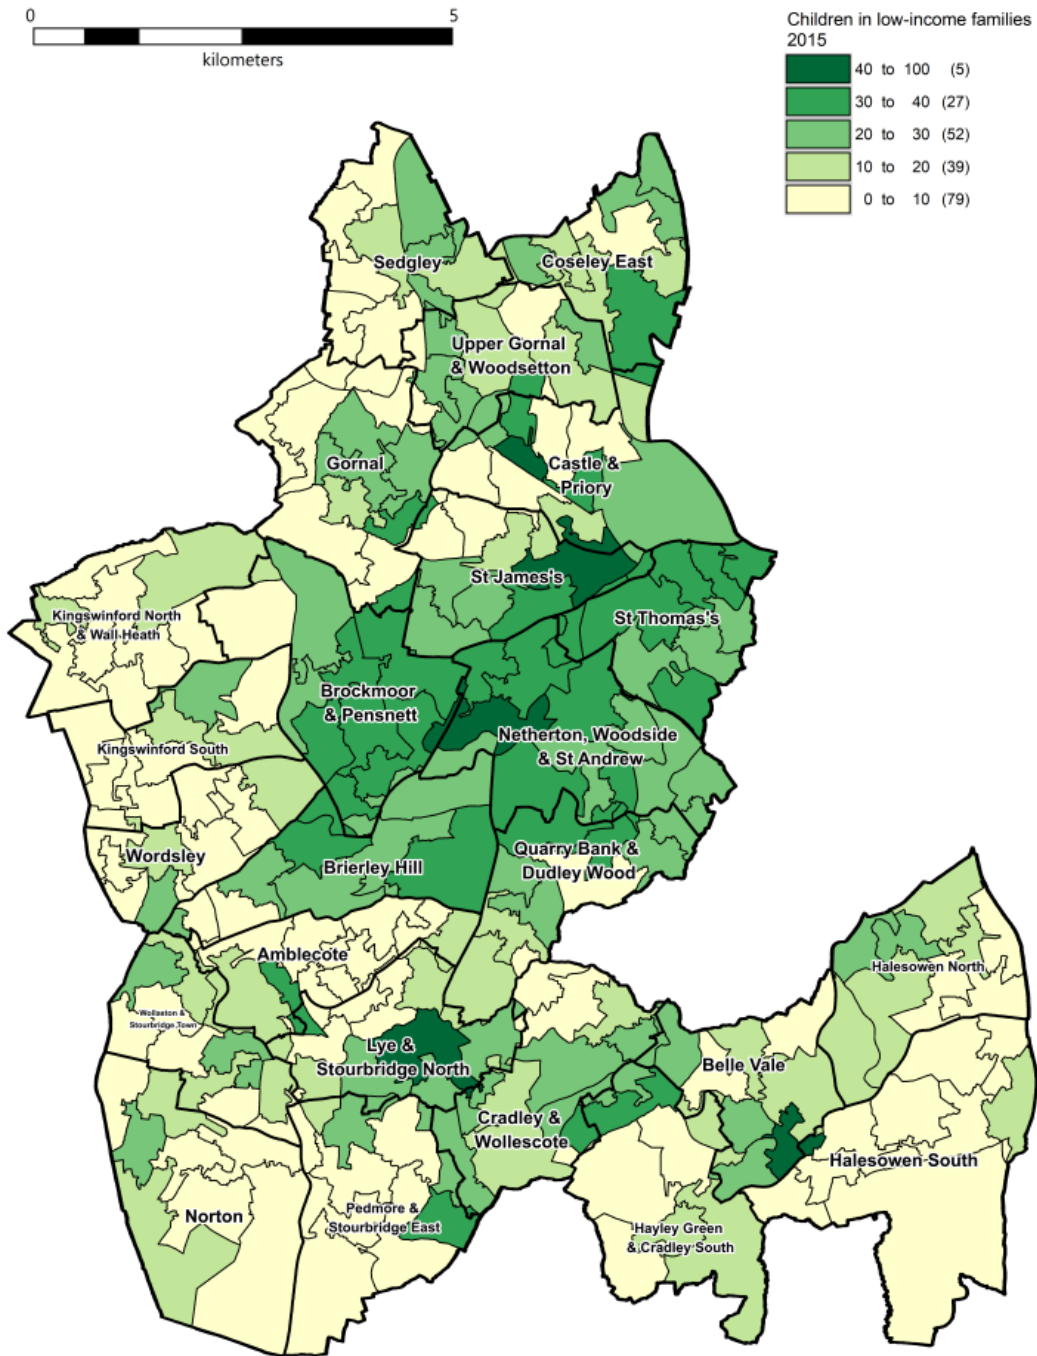 0 5
kilometers
Children in low-income families
2015
40 to 100 (5)
30 to 40 (27)
20 to 30 (52)
10 to 20 (39)
0 to 10 (79)
Sedgley
Coseley East
Upper Gornal
& Woodsetton
Gornal
Castle &
Priory
St James's
St Thomas's
Kingswinford North
& Wall Heath
Brockmoor
& Pensnett
Netherton, Woodside
& St Andrew
Kingswinford South
Wordsley
Brierley Hill
Quarry Bank &
Dudley Wood
Amblecote
Halesowen North
Wollaston &
Stourbridge Town
Lye &
Stourbridge North
Belle Vale
Cradley &
Wollescote
Halesowen South
Norton
Pedmore &
Stourbridge East
Hayley Green
& Cradley South